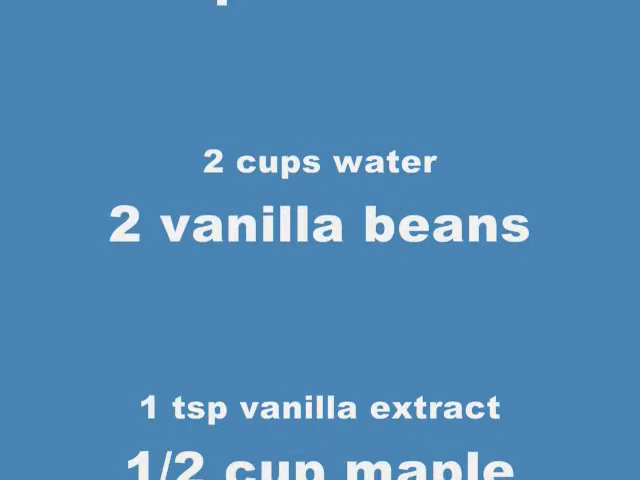 2 cups water
2 vanilla beans
1 tsp vanilla extract
1/2 cup maple